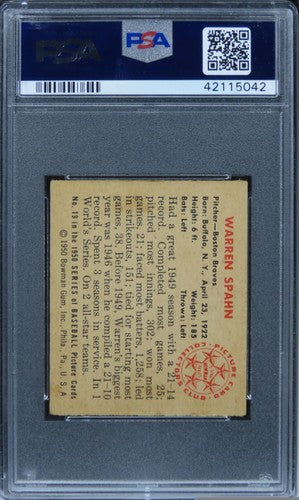 PSA
PSA
42115042
WARREN SPAHN
Pitcher—Boston Braves
Born: Buffalo, N. Y., April 23, 1922
Height: 6 ft. Weight: 185
Bats: Left Throws: Left
Had a great 1949 season with a 21-14
record. Completed most games, 25;
pitched most innings, 302; won most
games, 21; faced most batters, 1,258; led
in strikeouts, 151; tied for starting most
games, 38. Before 1949, Warren's biggest
year was 1946 when he compiled a 21-10
record. Spent 3 seasons in service. In 1
World's Series. On 2 all-star teams.
No. 19 in the 1950 SERIES of BASEBALL Picture Cards
© 1950 Bowman Gum, Inc., Phila., Pa., U. S. A.
PICTURE CARD
COLLECTORS CLUB
BOWMAN